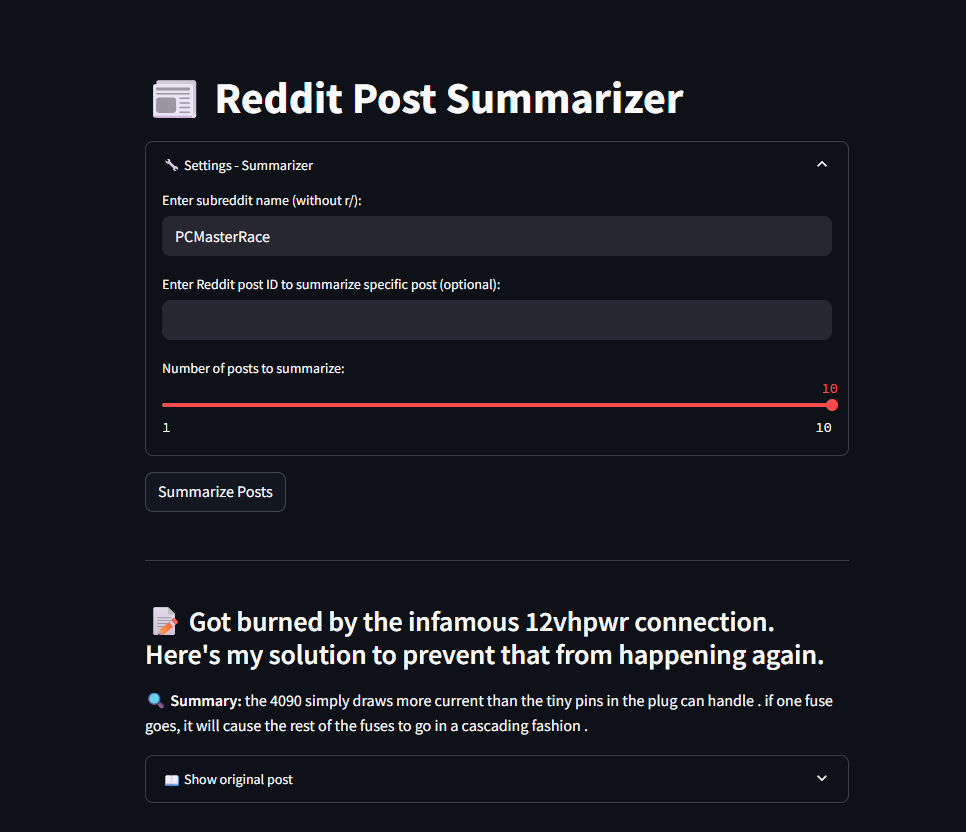 Reddit Post Summarizer
Settings - Summarizer
Enter subreddit name (without r/):
PCMasterRace
Enter Reddit post ID to summarize specific post (optional):
Number of posts to summarize:
10
1
10
Summarize Posts
Got burned by the infamous 12vhpwr connection.
Here's my solution to prevent that from happening again.
Summary: the 4090 simply draws more current than the tiny pins in the plug can handle . if one fuse
goes, it will cause the rest of the fuses to go in a cascading fashion .
Show original post